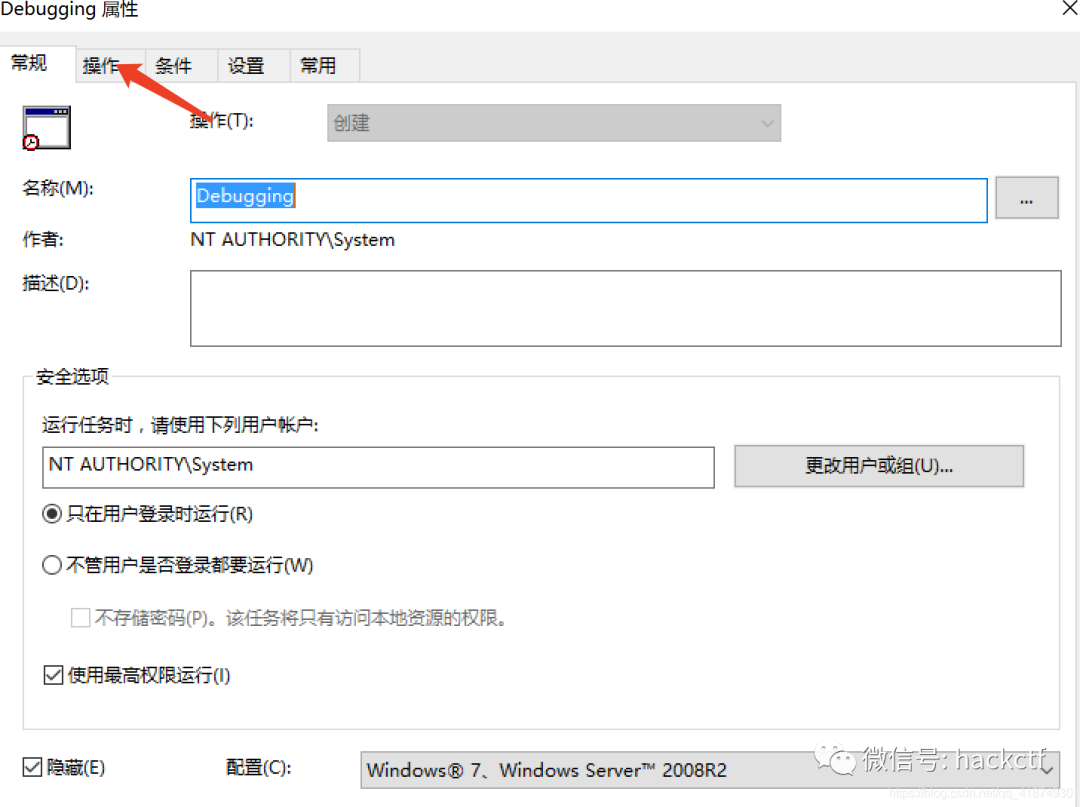 Debugging 属性
常规 操作 条件 设置 常用
操作(T): 创建
名称(M): Debugging ...
作者: NT AUTHORITY\System
描述(D):
安全选项
运行任务时，请使用下列用户帐户:
NT AUTHORITY\System 更改用户或组(U)...
只在用户登录时运行(R)
不管用户是否登录都要运行(W)
不存储密码(P)。该任务将只有访问本地资源的权限。
使用最高权限运行(I)
隐藏(E) 配置(C): Windows® 7、Windows Server™ 2008R2
微信号: hackctf